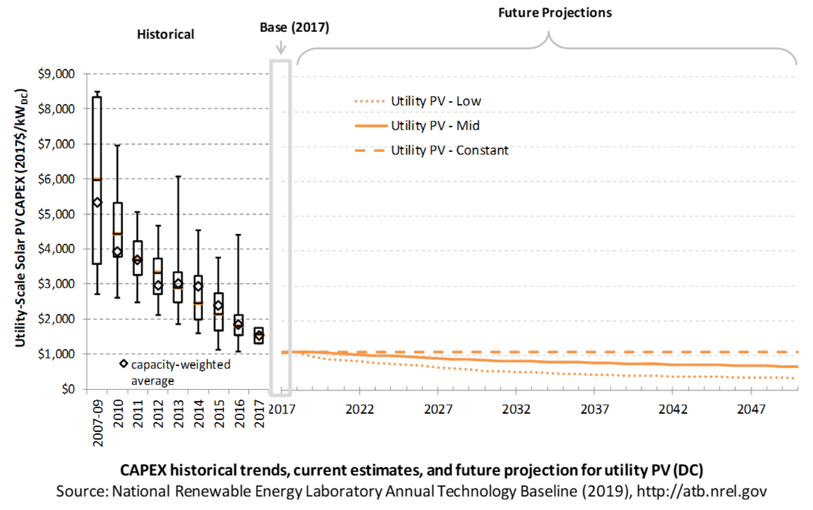 Future Projections
Historical
Base (2017)
Utility-Scale Solar PV CAPEX (2017$/kWDC)
$9,000
$8,000
$7,000
$6,000
$5,000
$4,000
$3,000
$2,000
$1,000
$0
Utility PV - Low
Utility PV - Mid
Utility PV - Constant
capacity-weighted
average
2007-09
2010
2011
2012
2013
2014
2015
2016
2017
2017
2022
2027
2032
2037
2042
2047
CAPEX historical trends, current estimates, and future projection for utility PV (DC)
Source: National Renewable Energy Laboratory Annual Technology Baseline (2019), http://atb.nrel.gov